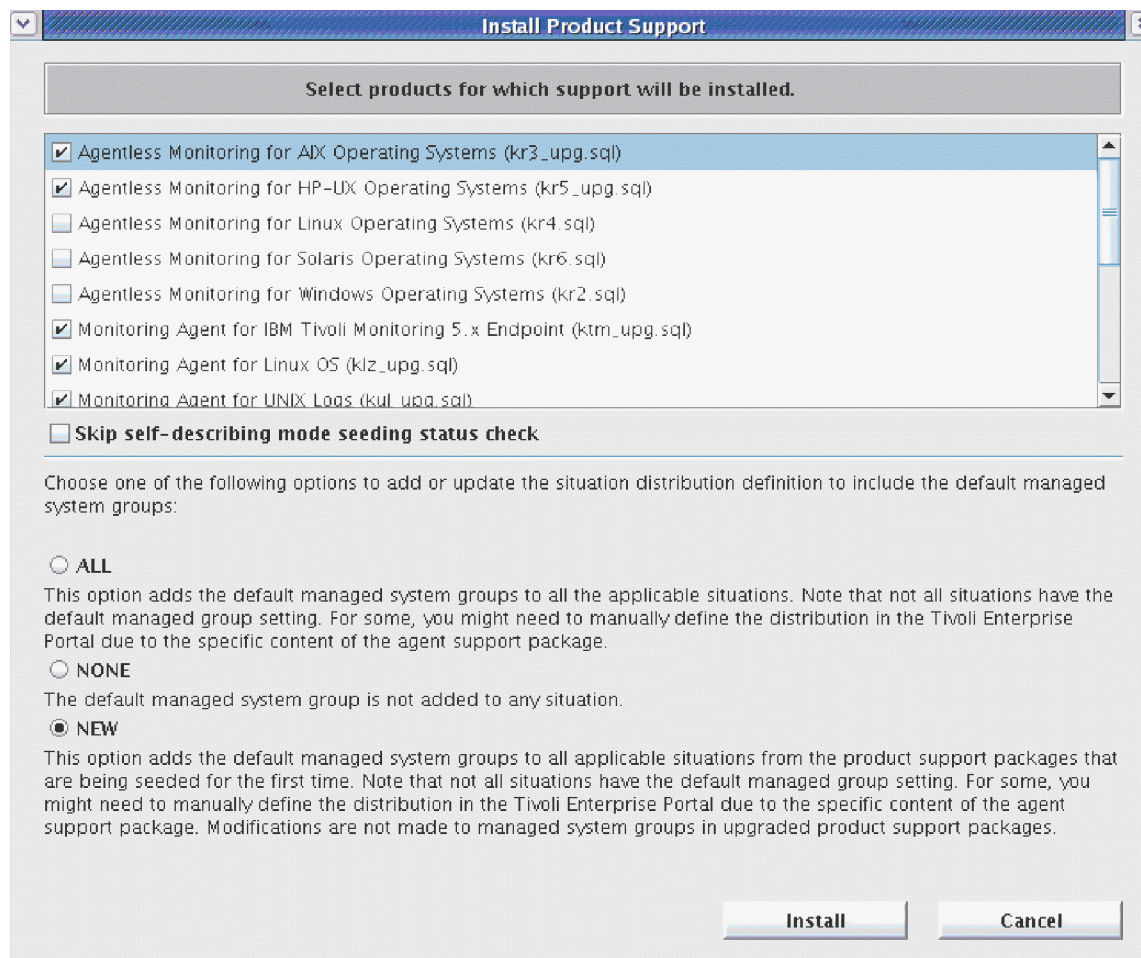 Install Product Support
Select products for which support will be installed.
Agentless Monitoring for AIX Operating Systems (kr3_upg.sql)
Agentless Monitoring for HP-UX Operating Systems (kr5_upg.sql)
Agentless Monitoring for Linux Operating Systems (kr4.sql)
Agentless Monitoring for Solaris Operating Systems (kr6.sql)
Agentless Monitoring for Windows Operating Systems (kr2.sql)
Monitoring Agent for IBM Tivoli Monitoring 5.x Endpoint (ktm_upg.sql)
Monitoring Agent for Linux OS (klz_upg.sql)
Monitoring Agent for UNIX Logs (kul_upg.sql)
Skip self-describing mode seeding status check
Choose one of the following options to add or update the situation distribution definition to include the default managed
system groups:
ALL
This option adds the default managed system groups to all the applicable situations. Note that not all situations have the
default managed group setting. For some, you might need to manually define the distribution in the Tivoli Enterprise
Portal due to the specific content of the agent support package.
NONE
The default managed system group is not added to any situation.
NEW
This option adds the default managed system groups to all applicable situations from the product support packages that
are being seeded for the first time. Note that not all situations have the default managed group setting. For some, you
might need to manually define the distribution in the Tivoli Enterprise Portal due to the specific content of the agent
support package. Modifications are not made to managed system groups in upgraded product support packages.
Install
Cancel